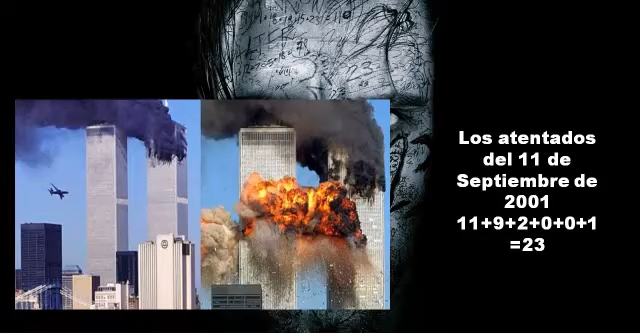 Los atentados
del 11 de
Septiembre de
2001
11+9+2+0+0+1
=23